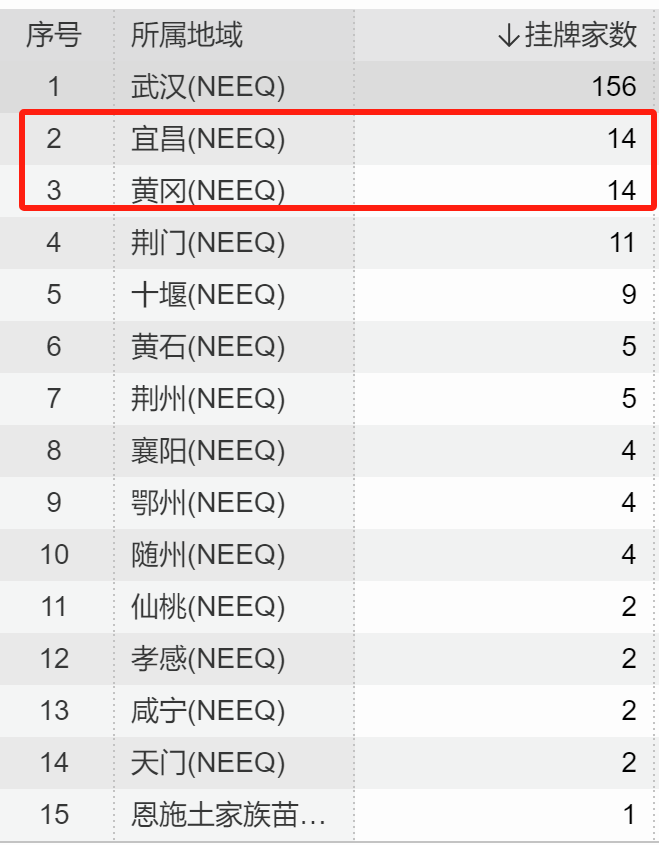 序号 所属地域 ↓挂牌家数
1 武汉(NEEQ) 156
2 宜昌(NEEQ) 14
3 黄冈(NEEQ) 14
4 荆门(NEEQ) 11
5 十堰(NEEQ) 9
6 黄石(NEEQ) 5
7 荆州(NEEQ) 5
8 襄阳(NEEQ) 4
9 鄂州(NEEQ) 4
10 随州(NEEQ) 4
11 仙桃(NEEQ) 2
12 孝感(NEEQ) 2
13 咸宁(NEEQ) 2
14 天门(NEEQ) 2
15 恩施土家族苗… 1